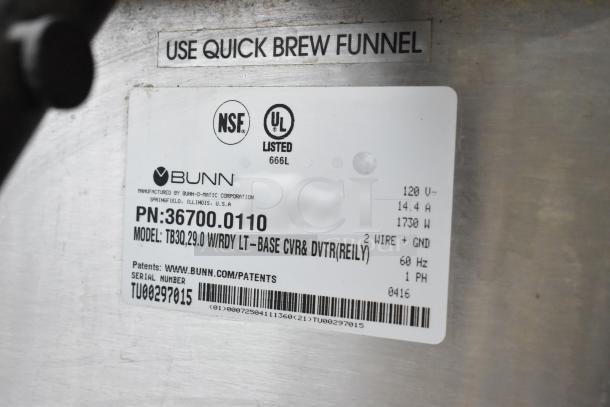 USE QUICK BREW FUNNEL
NSF
UL
LISTED
666L
BUNN
MANUFACTURED BY BUNN-O-MATIC CORPORATION
SPRINGFIELD, ILLINOIS, U.S.A
PN:36700.0110
MODEL: TB3Q,29.0 W/RDY LT-BASE CVR& DVTR(REILY)
120 V~
14.4 A
1730 W
2 WIRE + GND
60 Hz
1 PH
0416
Patents: WWW.BUNN.COM/PATENTS
SERIAL NUMBER
TU00297015
(01)00072504111360(21)TU00297015
PCI